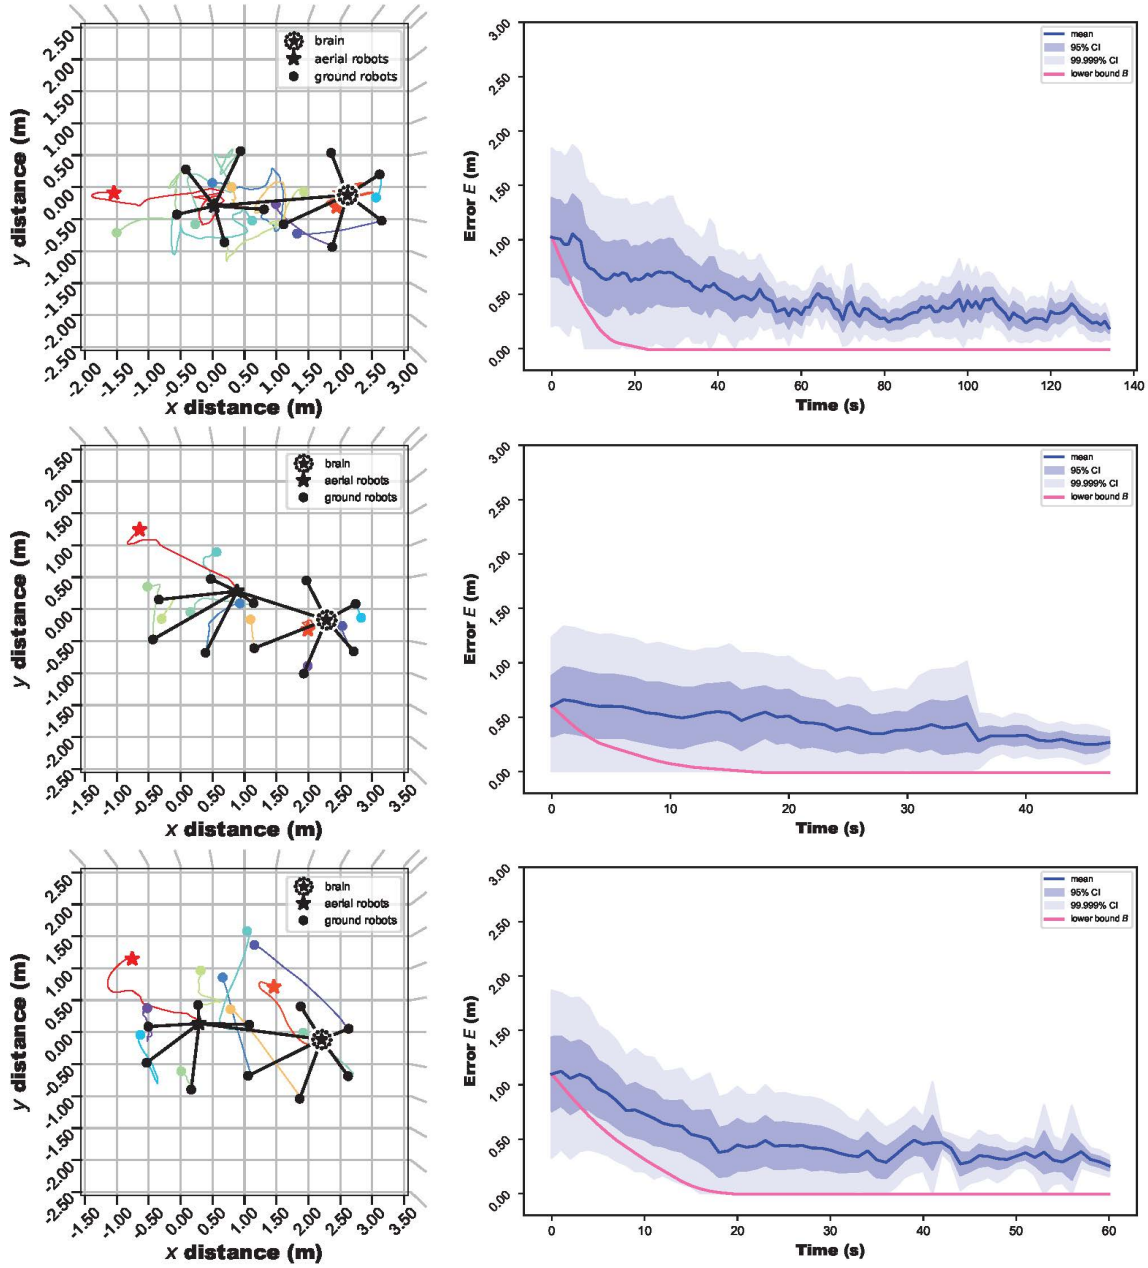 2.50
2.00
1.50
1.00
0.50
0.00
-0.50
-1.00
-1.50
-2.00
-2.50
y distance (m)
brain
aerial robots
ground robots
-2.00 -1.50 -1.00 -0.50 0.00 0.50 1.00 1.50 2.00 2.50 3.00
x distance (m)
3.00
2.50
2.00
1.50
1.00
0.50
0.00
Error E (m)
mean
95% CI
99.999% CI
lower bound B
0 20 40 60 80 100 120 140
Time (s)
2.50
2.00
1.50
1.00
0.50
0.00
-0.50
-1.00
-1.50
-2.00
-2.50
y distance (m)
brain
aerial robots
ground robots
-1.50 -1.00 -0.50 0.00 0.50 1.00 1.50 2.00 2.50 3.00 3.50
x distance (m)
3.00
2.50
2.00
1.50
1.00
0.50
0.00
Error E (m)
mean
95% CI
99.999% CI
lower bound B
0 10 20 30 40
Time (s)
2.50
2.00
1.50
1.00
0.50
0.00
-0.50
-1.00
-1.50
-2.00
-2.50
y distance (m)
brain
aerial robots
ground robots
-1.50 -1.00 -0.50 0.00 0.50 1.00 1.50 2.00 2.50 3.00 3.50
x distance (m)
3.00
2.50
2.00
1.50
1.00
0.50
0.00
Error E (m)
mean
95% CI
99.999% CI
lower bound B
0 10 20 30 40 50 60
Time (s)